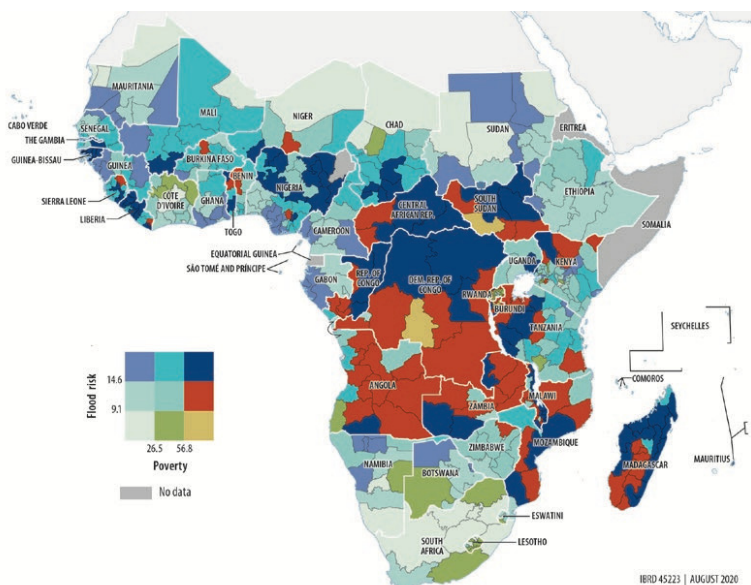 MAURITANIA
MALI
NIGER
CHAD
SUDAN
ERITREA
CABO VERDE
SENEGAL
THE GAMBIA
GUINEA-BISSAU
GUINEA
BURKINA FASO
BENIN
NIGERIA
SIERRA LEONE
CÔTE
D'IVOIRE
GHANA
LIBERIA
TOGO
CAMEROON
CENTRAL
AFRICAN REP.
SOUTH
SUDAN
ETHIOPIA
SOMALIA
EQUATORIAL GUINEA
SÃO TOMÉ AND PRÍNCIPE
GABON
REP. OF
CONGO
DEM. REP. OF
CONGO
UGANDA
KENYA
RWANDA
BURUNDI
TANZANIA
SEYCHELLES
COMOROS
ANGOLA
ZAMBIA
MALAWI
MOZAMBIQUE
ZIMBABWE
MADAGASCAR
MAURITIUS
NAMIBIA
BOTSWANA
ESWATINI
SOUTH
AFRICA
LESOTHO
Flood risk
14.6
9.1
26.5 56.8
Poverty
No data
IBRD 45223 | AUGUST 2020